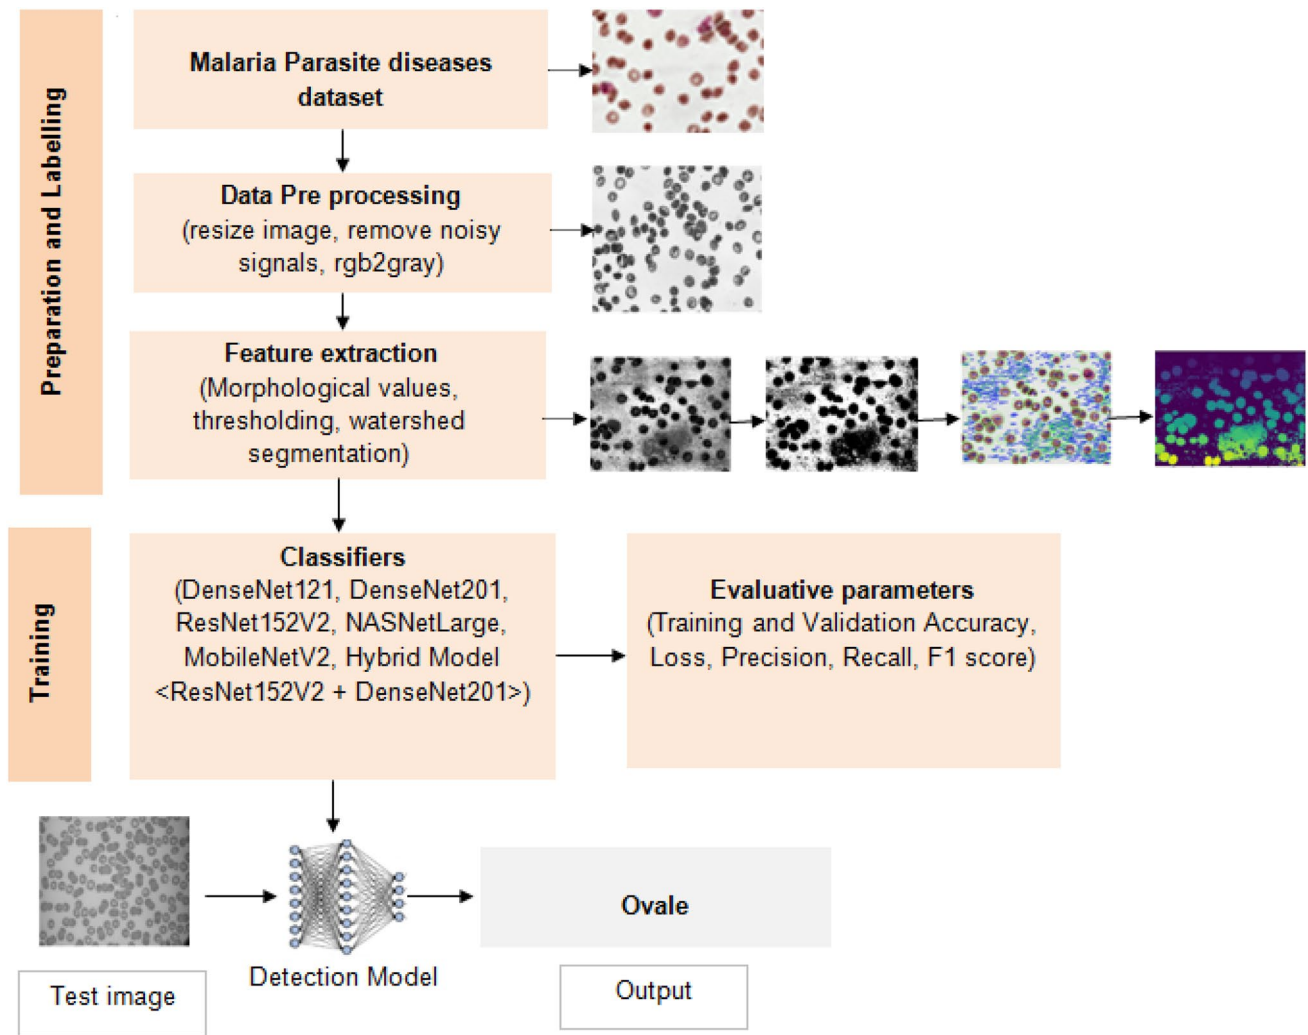 Preparation and Labelling
Malaria Parasite diseases
dataset
Data Pre processing
(resize image, remove noisy
signals, rgb2gray)
Feature extraction
(Morphological values,
thresholding, watershed
segmentation)
Training
Classifiers
(DenseNet121, DenseNet201,
ResNet152V2, NASNetLarge,
MobileNetV2, Hybrid Model
<ResNet152V2 + DenseNet201>)
Evaluative parameters
(Training and Validation Accuracy,
Loss, Precision, Recall, F1 score)
Ovale
Test image
Detection Model
Output